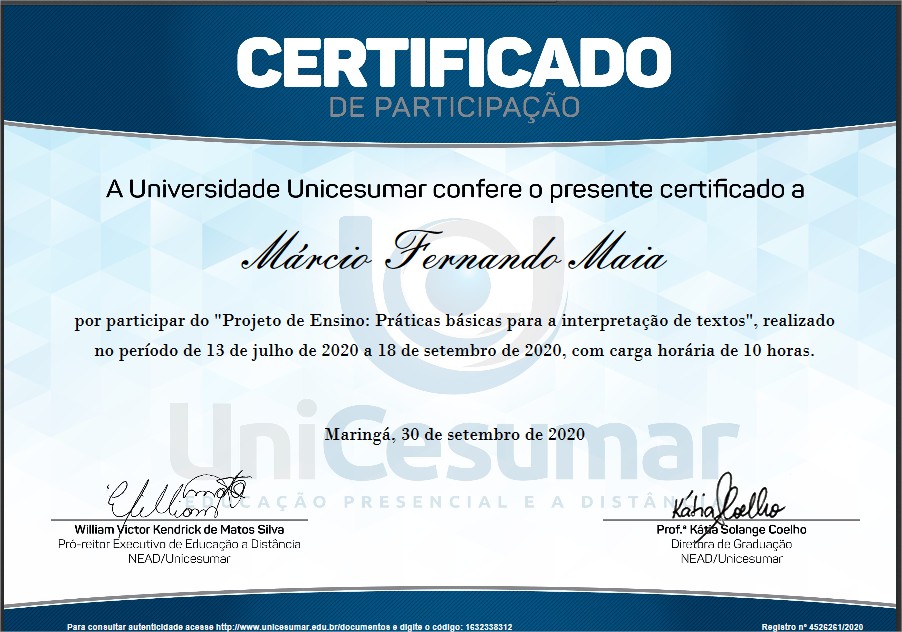 CERTIFICADO
DE PARTICIPAÇÃO
A Universidade Unicesumar confere o presente certificado a
Márcio Fernando Maia
por participar do "Projeto de Ensino: Práticas básicas para a interpretação de textos", realizado
no período de 13 de julho de 2020 a 18 de setembro de 2020, com carga horária de 10 horas.
UniCesumar
Maringá, 30 de setembro de 2020
EDUCAÇÃO PRESENCIAL E A DISTÂNCIA
Kátia Coelho
William Victor Kendrick de Matos Silva
Pró-reitor Executivo de Educação a Distância
NEAD/Unicesumar
Prof.ª Kátia Solange Coelho
Diretora de Graduação
NEAD/Unicesumar
Para consultar autenticidade acesse http://www.unicesumar.edu.br/documentos e digite o código: 1632338312
Registro nº 4526261/2020